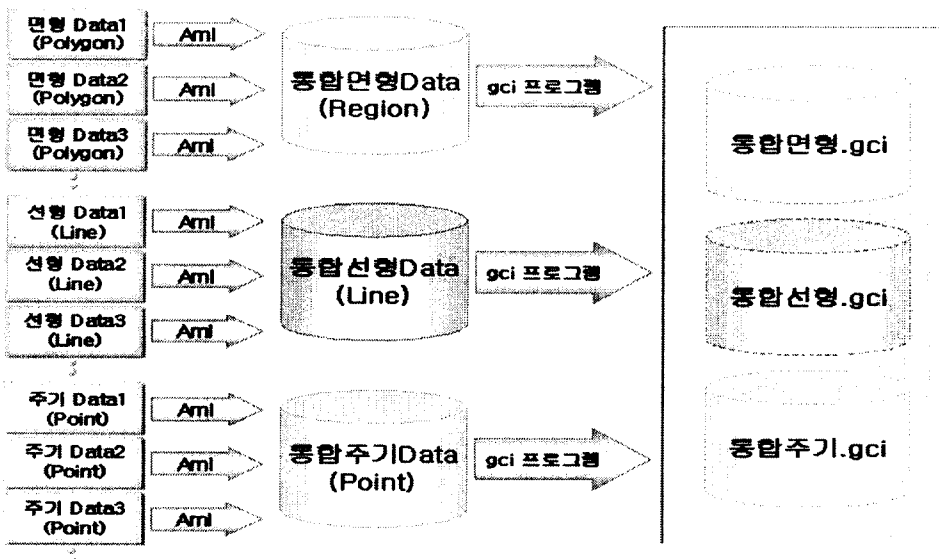 면형 Data1
(Polygon)
Aml
면형 Data2
(Polygon)
Aml
면형 Data3
(Polygon)
Aml
통합면형Data
(Region)
gci 프로그램
통합면형.gci
선형 Data1
(Line)
Aml
선형 Data2
(Line)
Aml
선형 Data3
(Line)
Aml
통합선형Data
(Line)
gci 프로그램
통합선형.gci
주기 Data1
(Point)
Aml
주기 Data2
(Point)
Aml
주기 Data3
(Point)
Aml
통합주기Data
(Point)
gci 프로그램
통합주기.gci